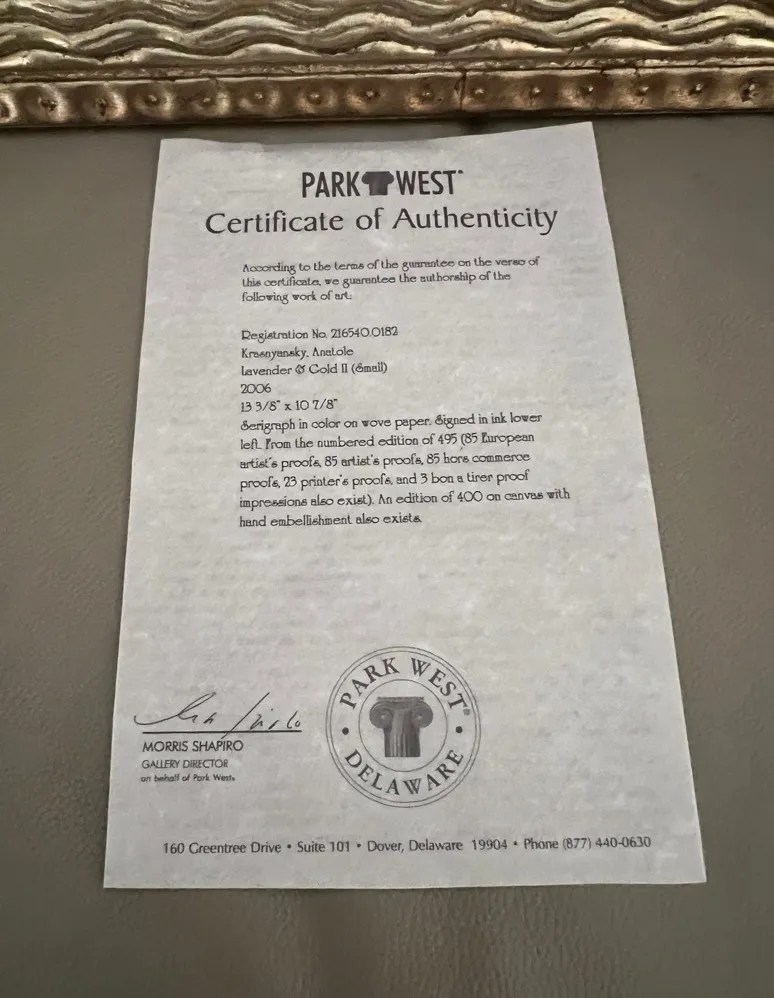 PARK WEST
Certificate of Authenticity
According to the terms of the guarantee on the verso of
this certificate, we guarantee the authorship of the
following work of art:
Registration No. 216540.0182
Krasnyansky, Anatole
Lavender & Gold II (Small)
2006
13 3/8" x 10 7/8"
Serigraph in color on wove paper. Signed in ink lower
left. From the numbered edition of 495 (85 European
artist's proofs, 85 artist's proofs, 85 hors commerce
proofs, 23 printer's proofs, and 3 bon a tirer proof
impressions also exist). An edition of 400 on canvas with
hand embellishment also exists.
PARK WEST®
DELAWARE
MORRIS SHAPIRO
GALLERY DIRECTOR
on behalf of Park West®
160 Greentree Drive • Suite 101 • Dover, Delaware 19904 • Phone (877) 440-0630